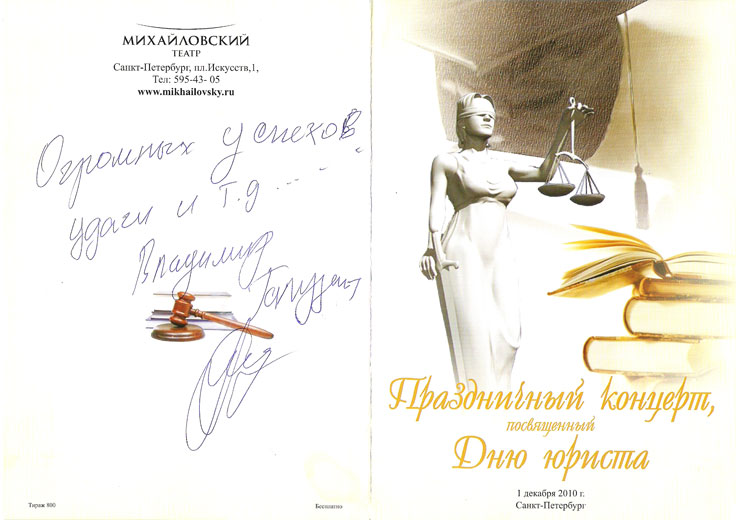 МИХАЙЛОВСКИЙ
ТЕАТР
Санкт-Петербург, пл.Искусств,1,
Тел: 595-43- 05
www.mikhailovsky.ru
Огромных успехов
удачи и т.д ....
Владимир
Тираж 800
Бесплатно
Праздничный концерт,
посвященный
Дню юриста
1 декабря 2010 г.
Санкт-Петербург